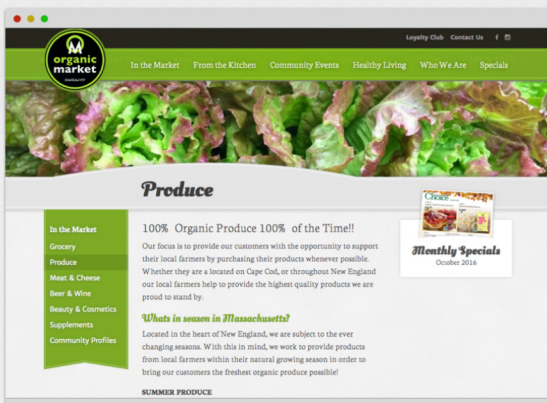 Loyalty Club Contact Us
organic
market
In the Market From the Kitchen Community Events Healthy Living Who We Are Specials
Produce
In the Market
Grocery
Produce
Meat & Cheese
Beer & Wine
Beauty & Cosmetics
Supplements
Community Profiles
100% Organic Produce 100% of the Time!!
Our focus is to provide our customers with the opportunity to support
their local farmers by purchasing their products whenever possible.
Whether they are a located on Cape Cod, or throughout New England
our local farmers help to provide the highest quality products we are
proud to stand by.
Whats in season in Massachusetts?
Located in the heart of New England, we are subject to the ever
changing seasons. With this in mind, we work to provide products
from local farmers within their natural growing season in order to
bring our customers the freshest organic produce possible!
SUMMER PRODUCE
Choice
Monthly Specials
October 2016